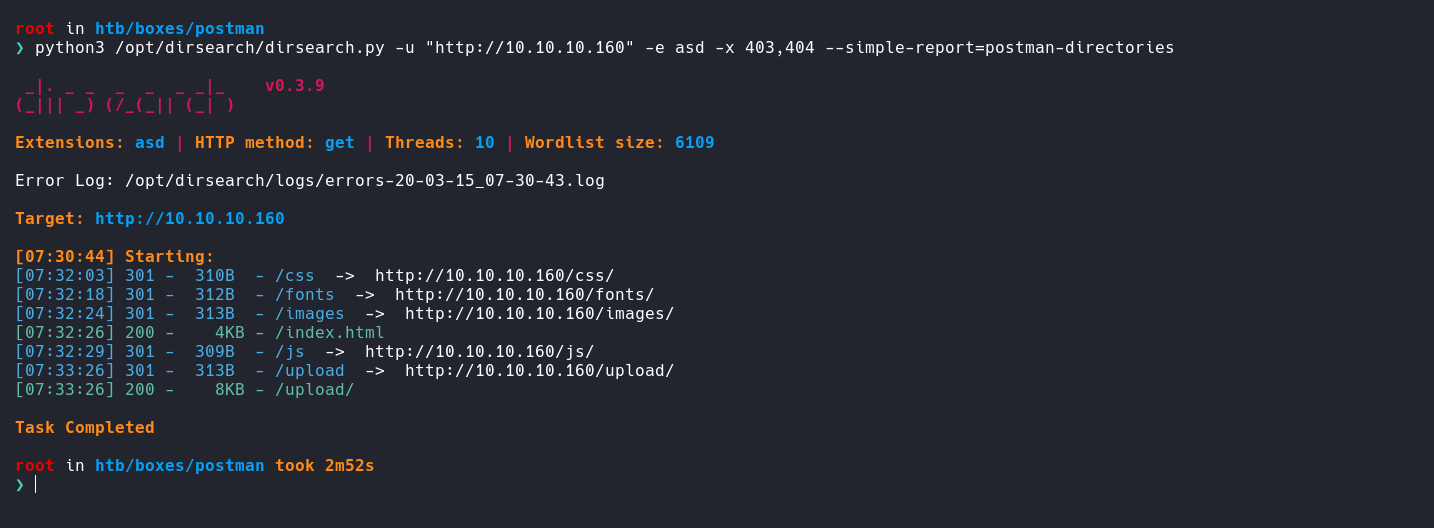 root in htb/boxes/postman
❯ python3 /opt/dirsearch/dirsearch.py -u "http://10.10.10.160" -e asd -x 403,404 --simple-report=postman-directories
 _|. _ _  _  _  _ _|_    v0.3.9
(_||| _) (/_(_|| (_| )
Extensions: asd | HTTP method: get | Threads: 10 | Wordlist size: 6109
Error Log: /opt/dirsearch/logs/errors-20-03-15_07-30-43.log
Target: http://10.10.10.160
[07:30:44] Starting:
[07:32:03] 301 -  310B  - /css  ->  http://10.10.10.160/css/
[07:32:18] 301 -  312B  - /fonts  ->  http://10.10.10.160/fonts/
[07:32:24] 301 -  313B  - /images  ->  http://10.10.10.160/images/
[07:32:26] 200 -    4KB - /index.html
[07:32:29] 301 -  309B  - /js  ->  http://10.10.10.160/js/
[07:33:26] 301 -  313B  - /upload  ->  http://10.10.10.160/upload/
[07:33:26] 200 -    8KB - /upload/
Task Completed
root in htb/boxes/postman took 2m52s
❯